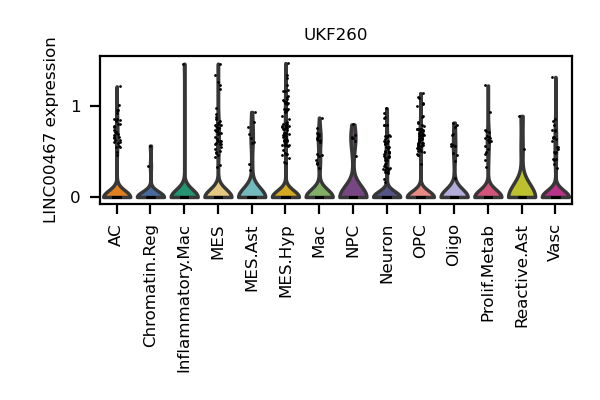 UKF260
LINC00467 expression
1
0
AC
Chromatin.Reg
Inflammatory.Mac
MES
MES.Ast
MES.Hyp
Mac
NPC
Neuron
OPC
Oligo
Prolif.Metab
Reactive.Ast
Vasc